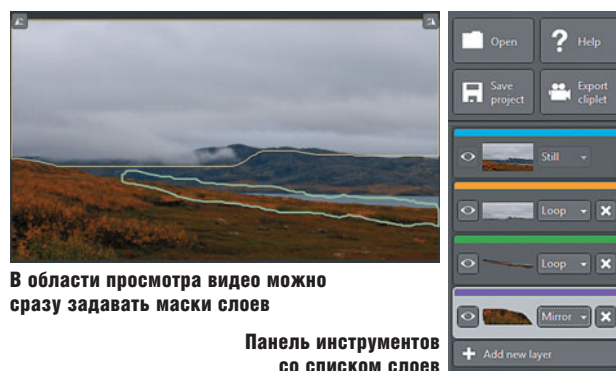 Open
Help
Save
project
Export
cliplet
Still
Loop
Loop
Mirror
Add new layer
В области просмотра видео можно
сразу задавать маски слоев
Панель инструментов
со списком слоев